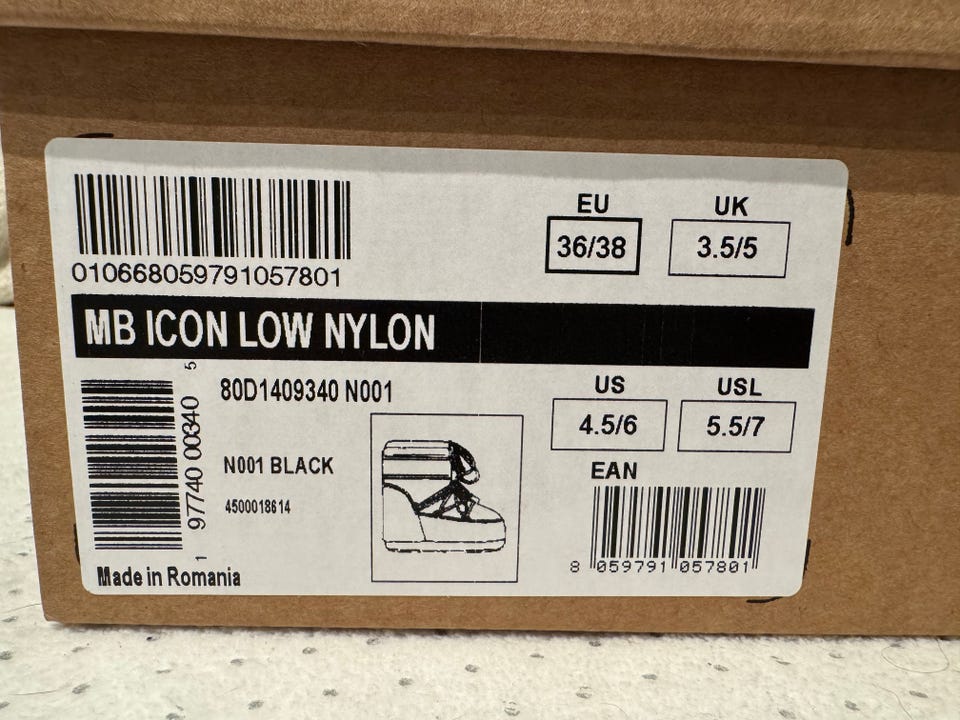 010668059791057801
EU
36/38
UK
3.5/5
MB ICON LOW NYLON
1 97740 00340 5
80D1409340 N001
N001 BLACK
4500018614
US
4.5/6
USL
5.5/7
EAN
8 059791 057801
Made in Romania